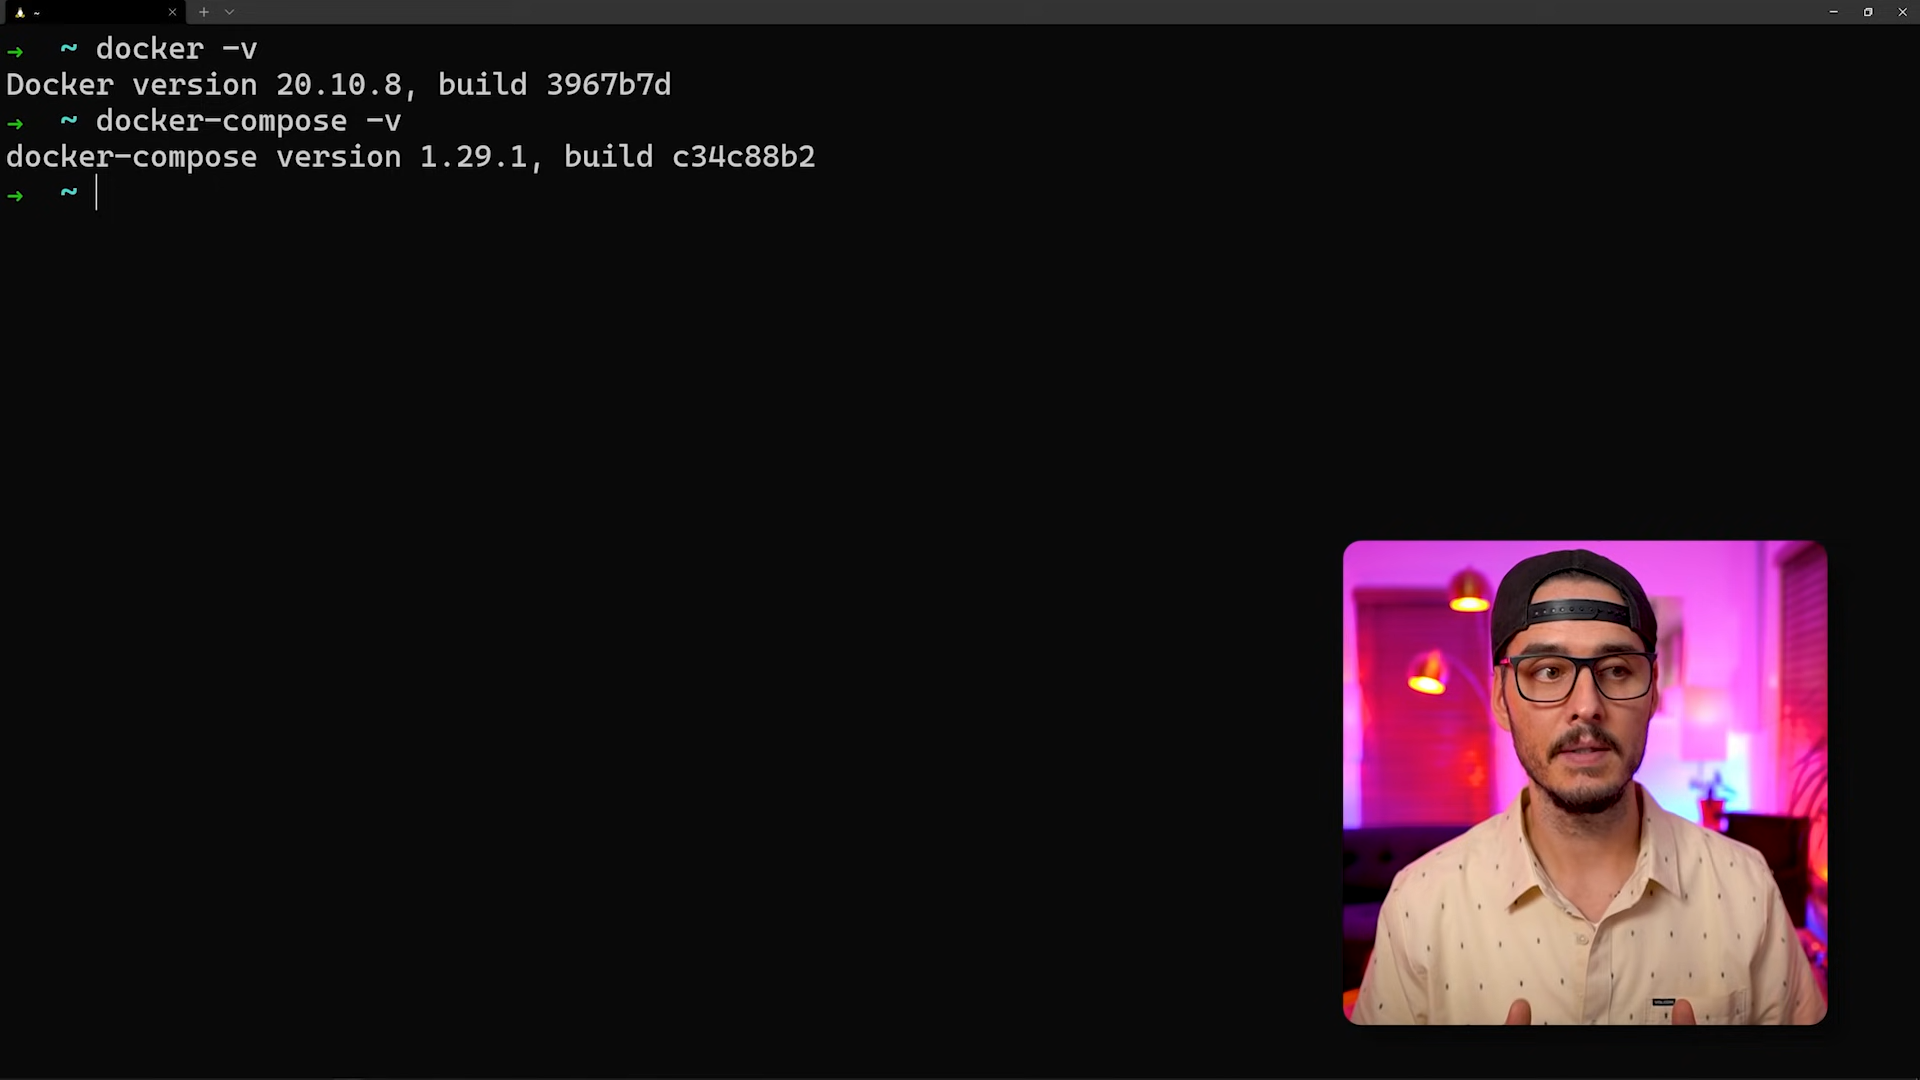 ~
→ ~ docker -v
Docker version 20.10.8, build 3967b7d
→ ~ docker-compose -v
docker-compose version 1.29.1, build c34c88b2
→ ~